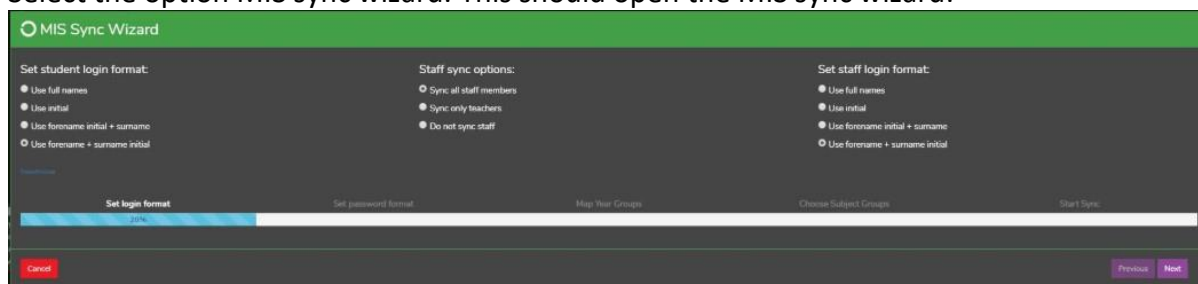 Select the option MIS sync wizard. This should open the MIS sync wizard.
MIS Sync Wizard
Set student login format:
Use full names
Use initial
Use forename initial + surname
Use forename + surname initial
Staff sync options:
Sync all staff members
Sync only teachers
Do not sync staff
Set staff login format:
Use full names
Use initial
Use forename initial + surname
Use forename + surname initial
Set login format
Set password format
Map Year Groups
Choose Subject Groups
Start Sync
20%
Cancel
Previous
Next